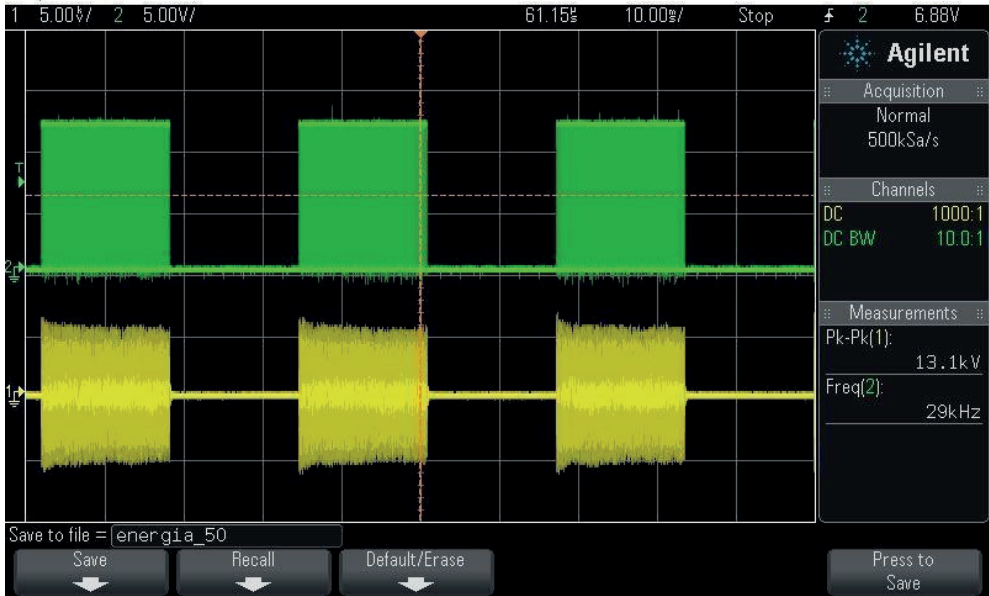 1 5.00kV/ 2 5.00V/ 61.15s 10.00s/ Stop 2 6.88V
Agilent
Acquisition
Normal
500kSa/s
Channels
DC 1000:1
DC BW 10.0:1
Measurements
Pk-Pk(1):
13.1kV
Freq(2):
29kHz
T
2
1
Save to file = energia_50
Save Recall Default/Erase Press to
Save